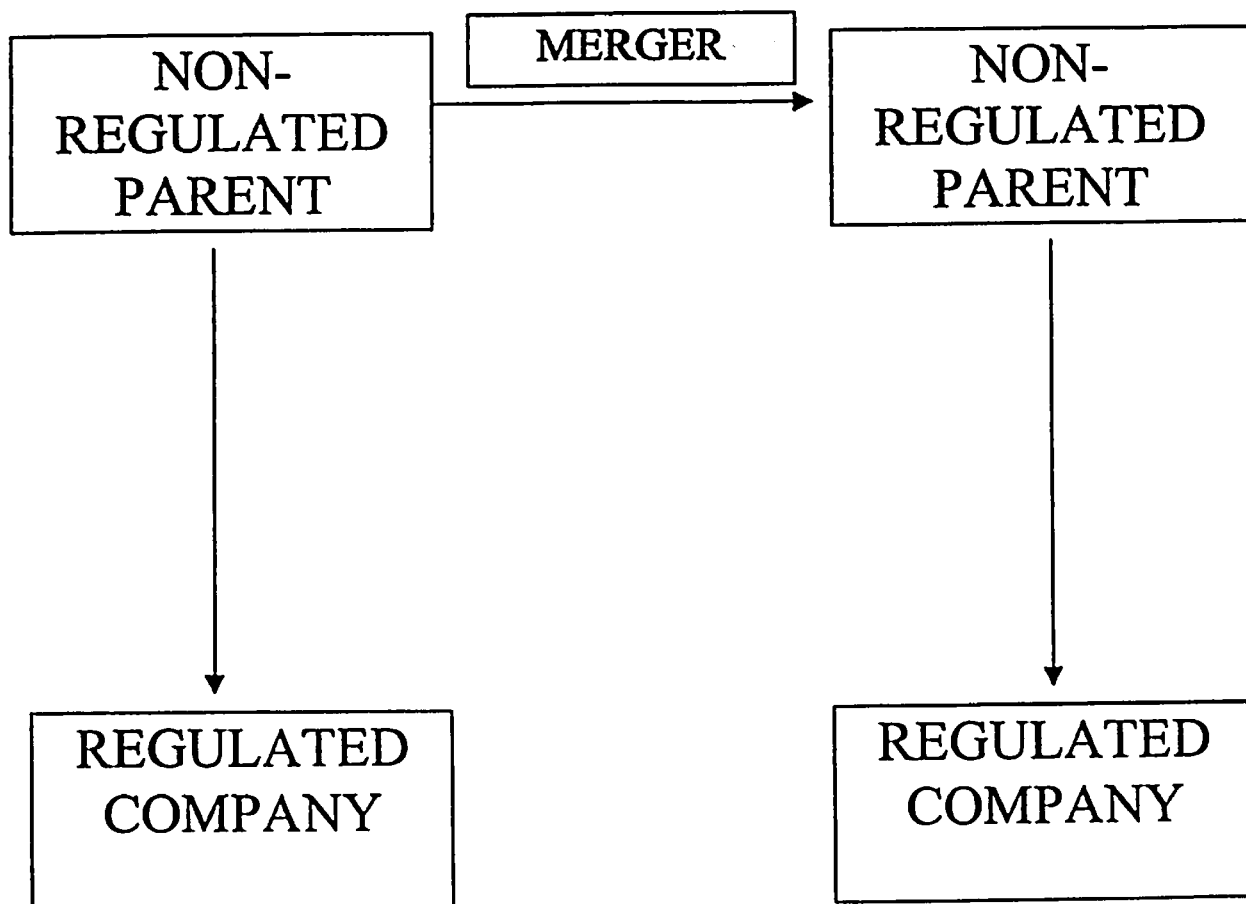 NON-
REGULATED
PARENT
MERGER
NON-
REGULATED
PARENT
REGULATED
COMPANY
REGULATED
COMPANY